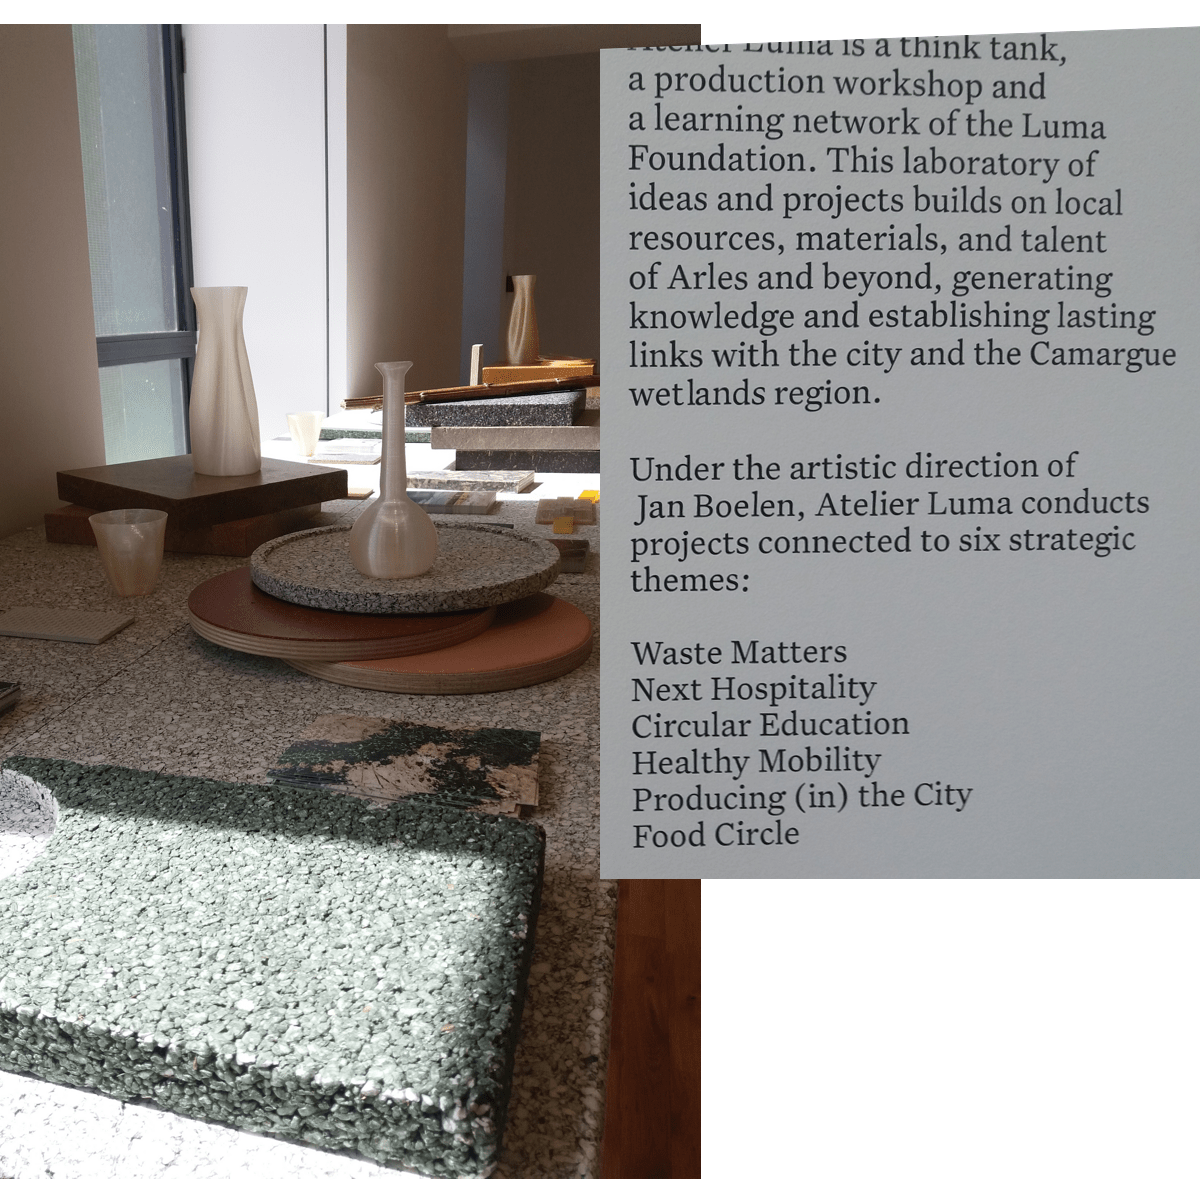 Atelier Luma is a think tank,
a production workshop and
a learning network of the Luma
Foundation. This laboratory of
ideas and projects builds on local
resources, materials, and talent
of Arles and beyond, generating
knowledge and establishing lasting
links with the city and the Camargue
wetlands region.
Under the artistic direction of
Jan Boelen, Atelier Luma conducts
projects connected to six strategic
themes:
Waste Matters
Next Hospitality
Circular Education
Healthy Mobility
Producing (in) the City
Food Circle